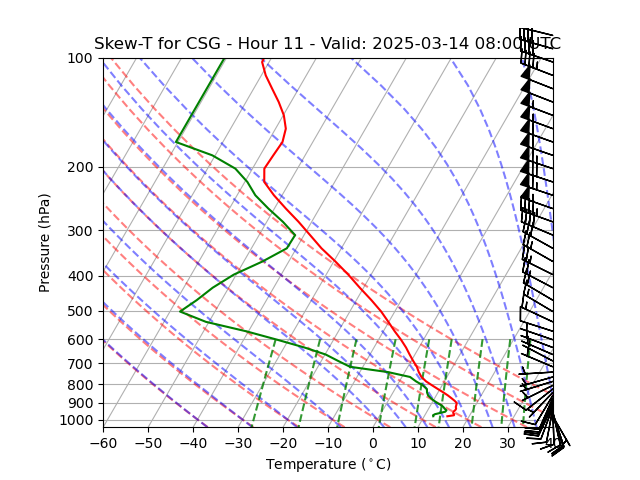 Skew-T for CSG - Hour 11 - Valid: 2025-03-14 08:00 UTC
100
200
300
400
500
600
700
800
900
1000
Pressure (hPa)
−60 −50 −40 −30 −20 −10 0 10 20 30
Temperature (°C)